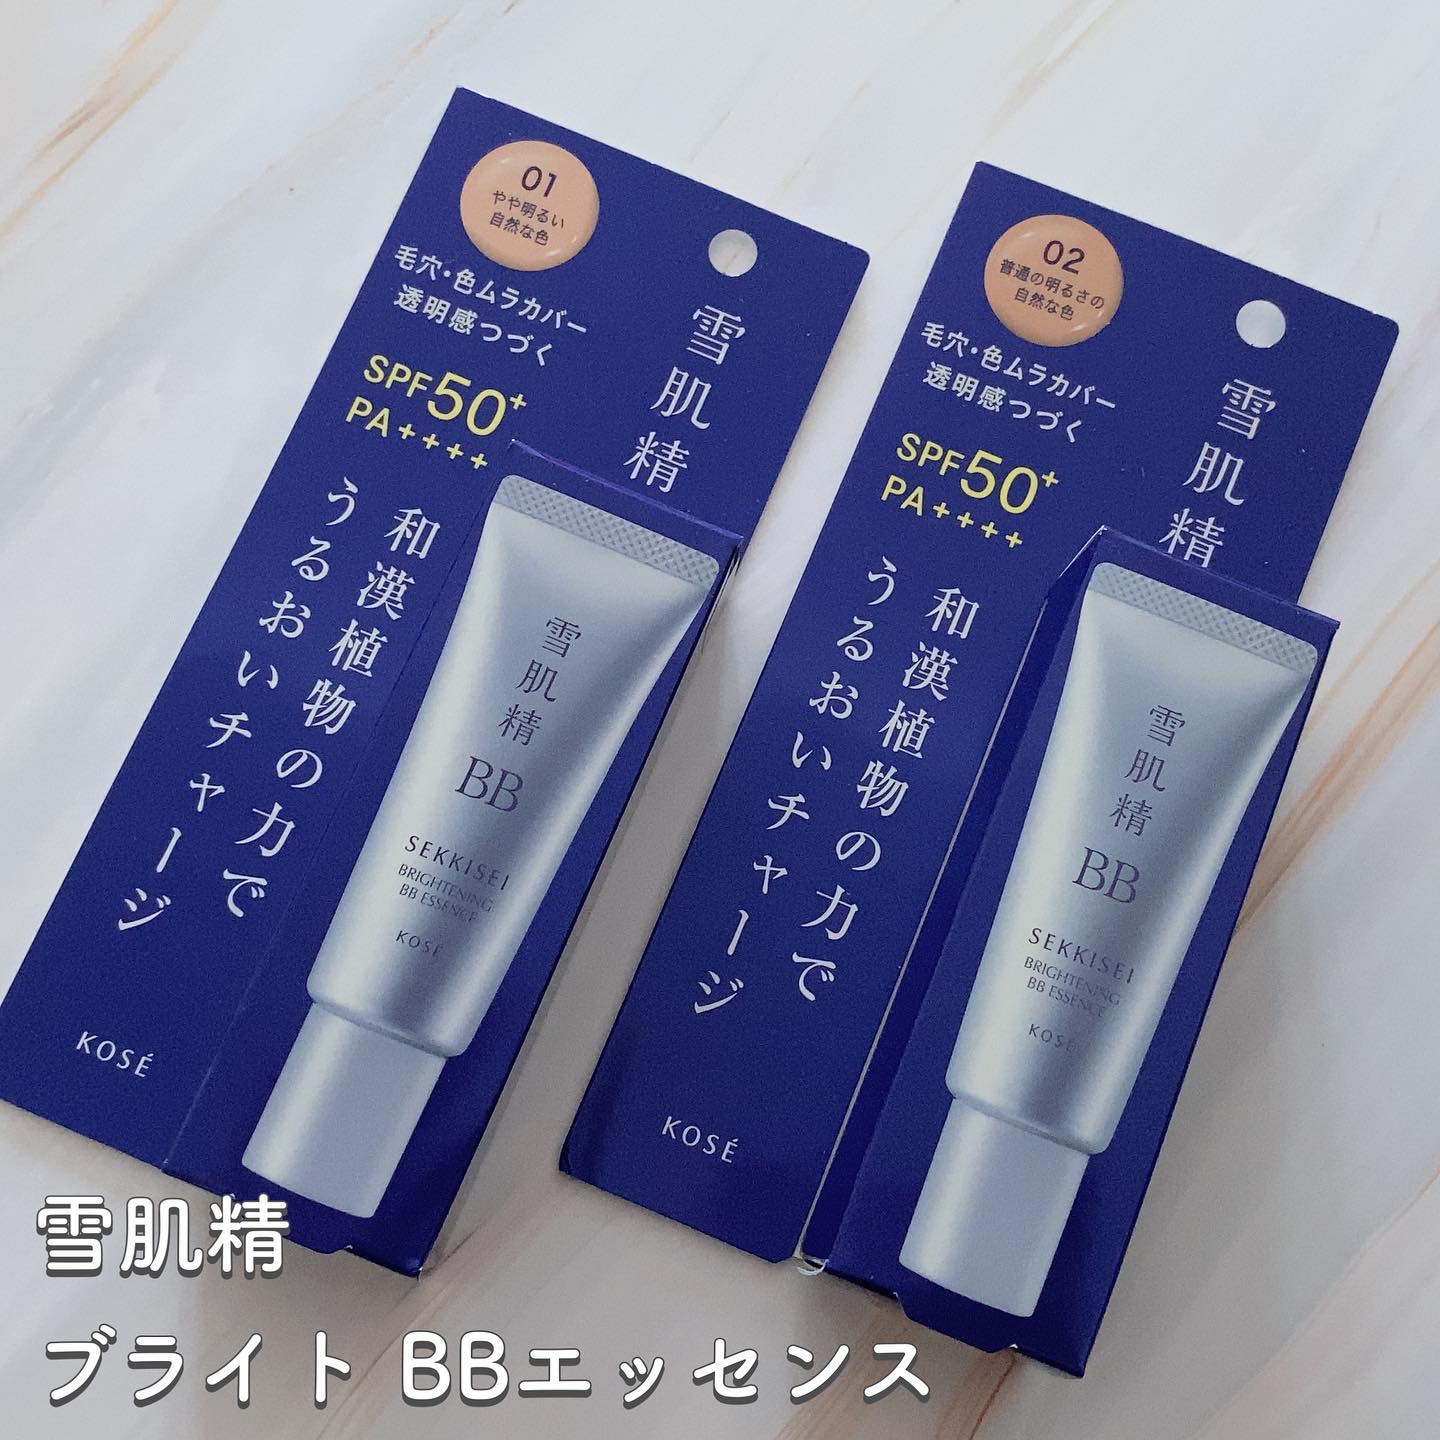 01
やや明るい
自然な色
毛穴・色ムラカバー
透明感つづく
SPF50+
PA++++
雪肌精
和漢植物の力で
うるおいチャージ
雪肌精
BB
SEKKISEI
BRIGHTENING
BB ESSENCE
KOSÉ
KOSÉ
02
普通の明るさの
自然な色
毛穴・色ムラカバー
透明感つづく
SPF50+
PA++++
雪肌精
和漢植物の力で
うるおいチャージ
雪肌精
BB
SEKKISEI
BRIGHTENING
BB ESSENCE
KOSÉ
KOSÉ
雪肌精
ブライト BBエッセンス